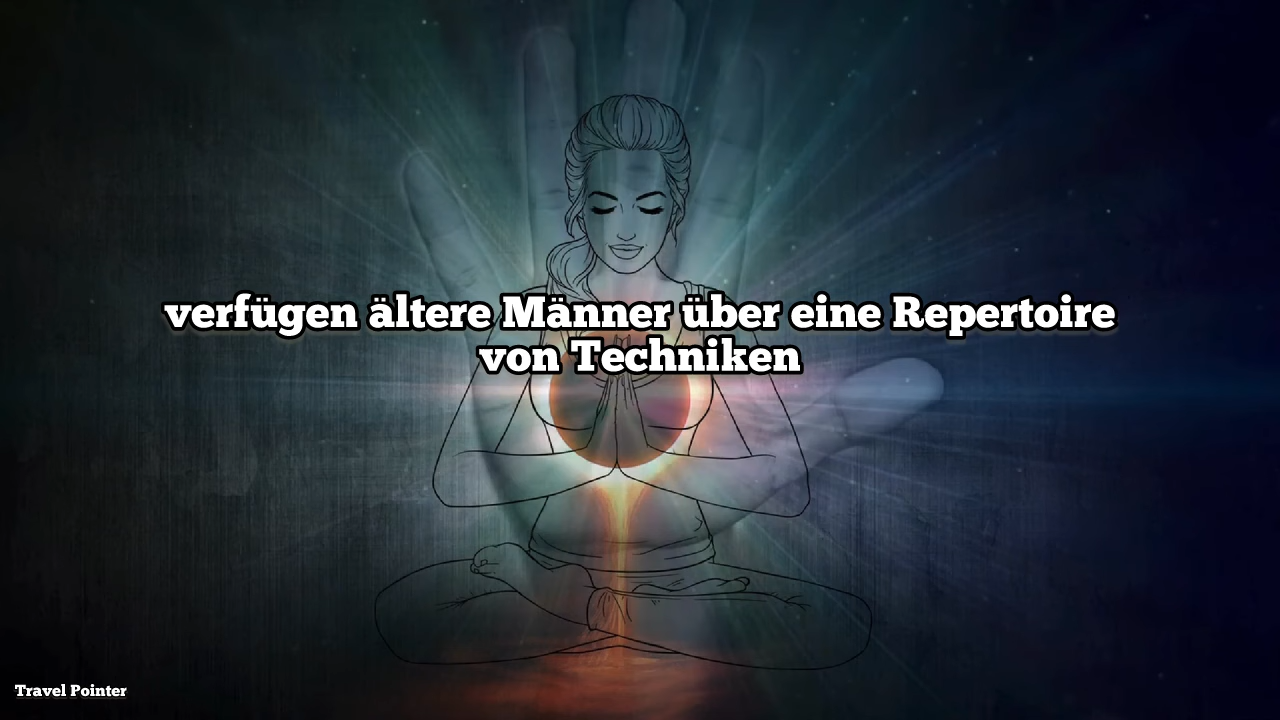 verfügen ältere Männer über eine Repertoire
von Techniken
Travel Pointer